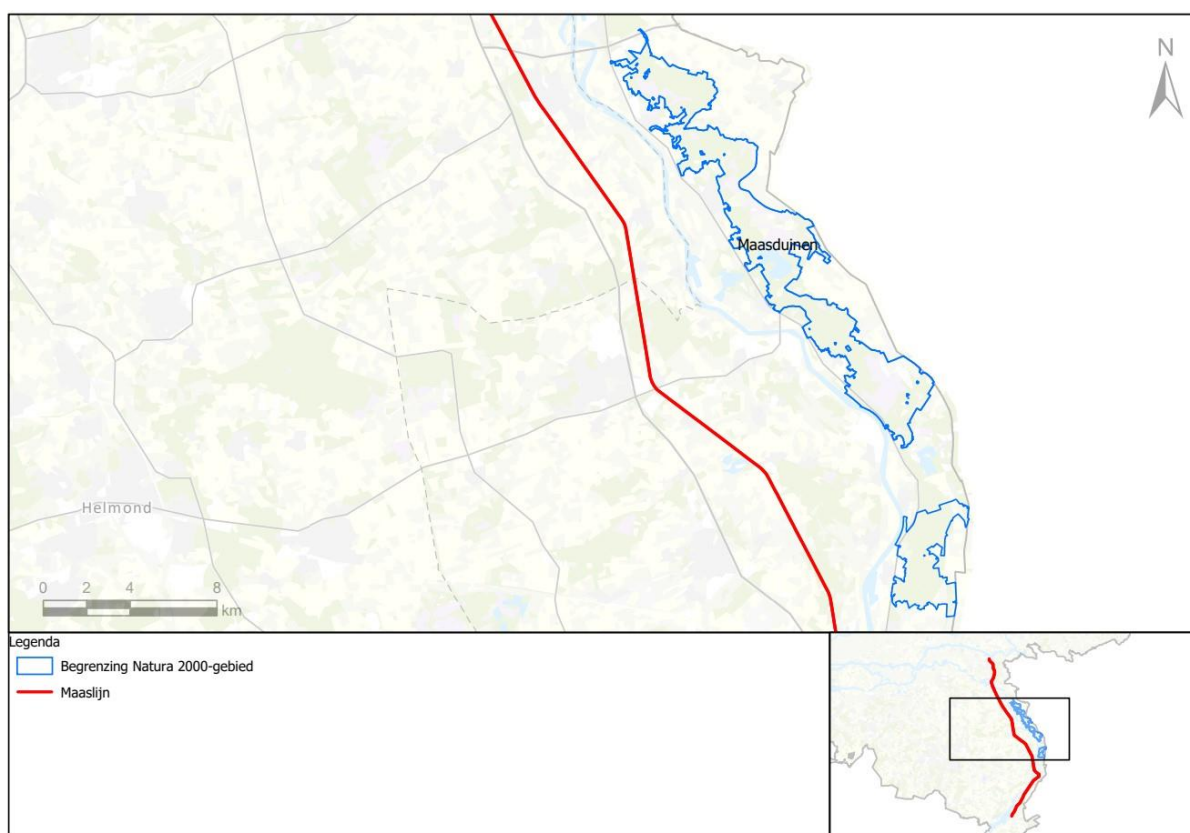 N
Maasduinen
Helmond
0 2 4 8
km
Legenda
Begrenzing Natura 2000-gebied
Maaslijn